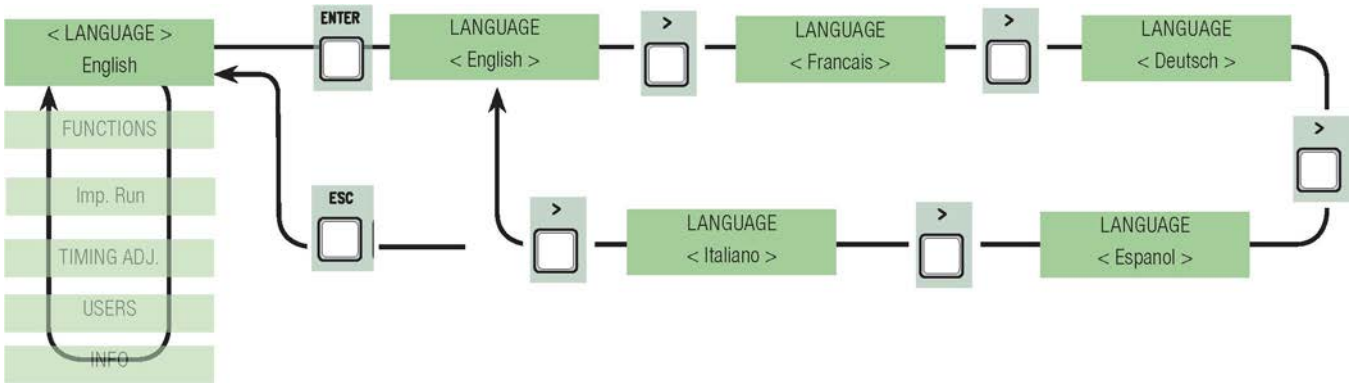 < LANGUAGE >
English
ENTER
LANGUAGE
< English >
>
LANGUAGE
< Francais >
>
LANGUAGE
< Deutsch >
>
LANGUAGE
< Espanol >
>
LANGUAGE
< Italiano >
>
ESC
FUNCTIONS
Imp. Run
TIMING ADJ.
USERS
INFO